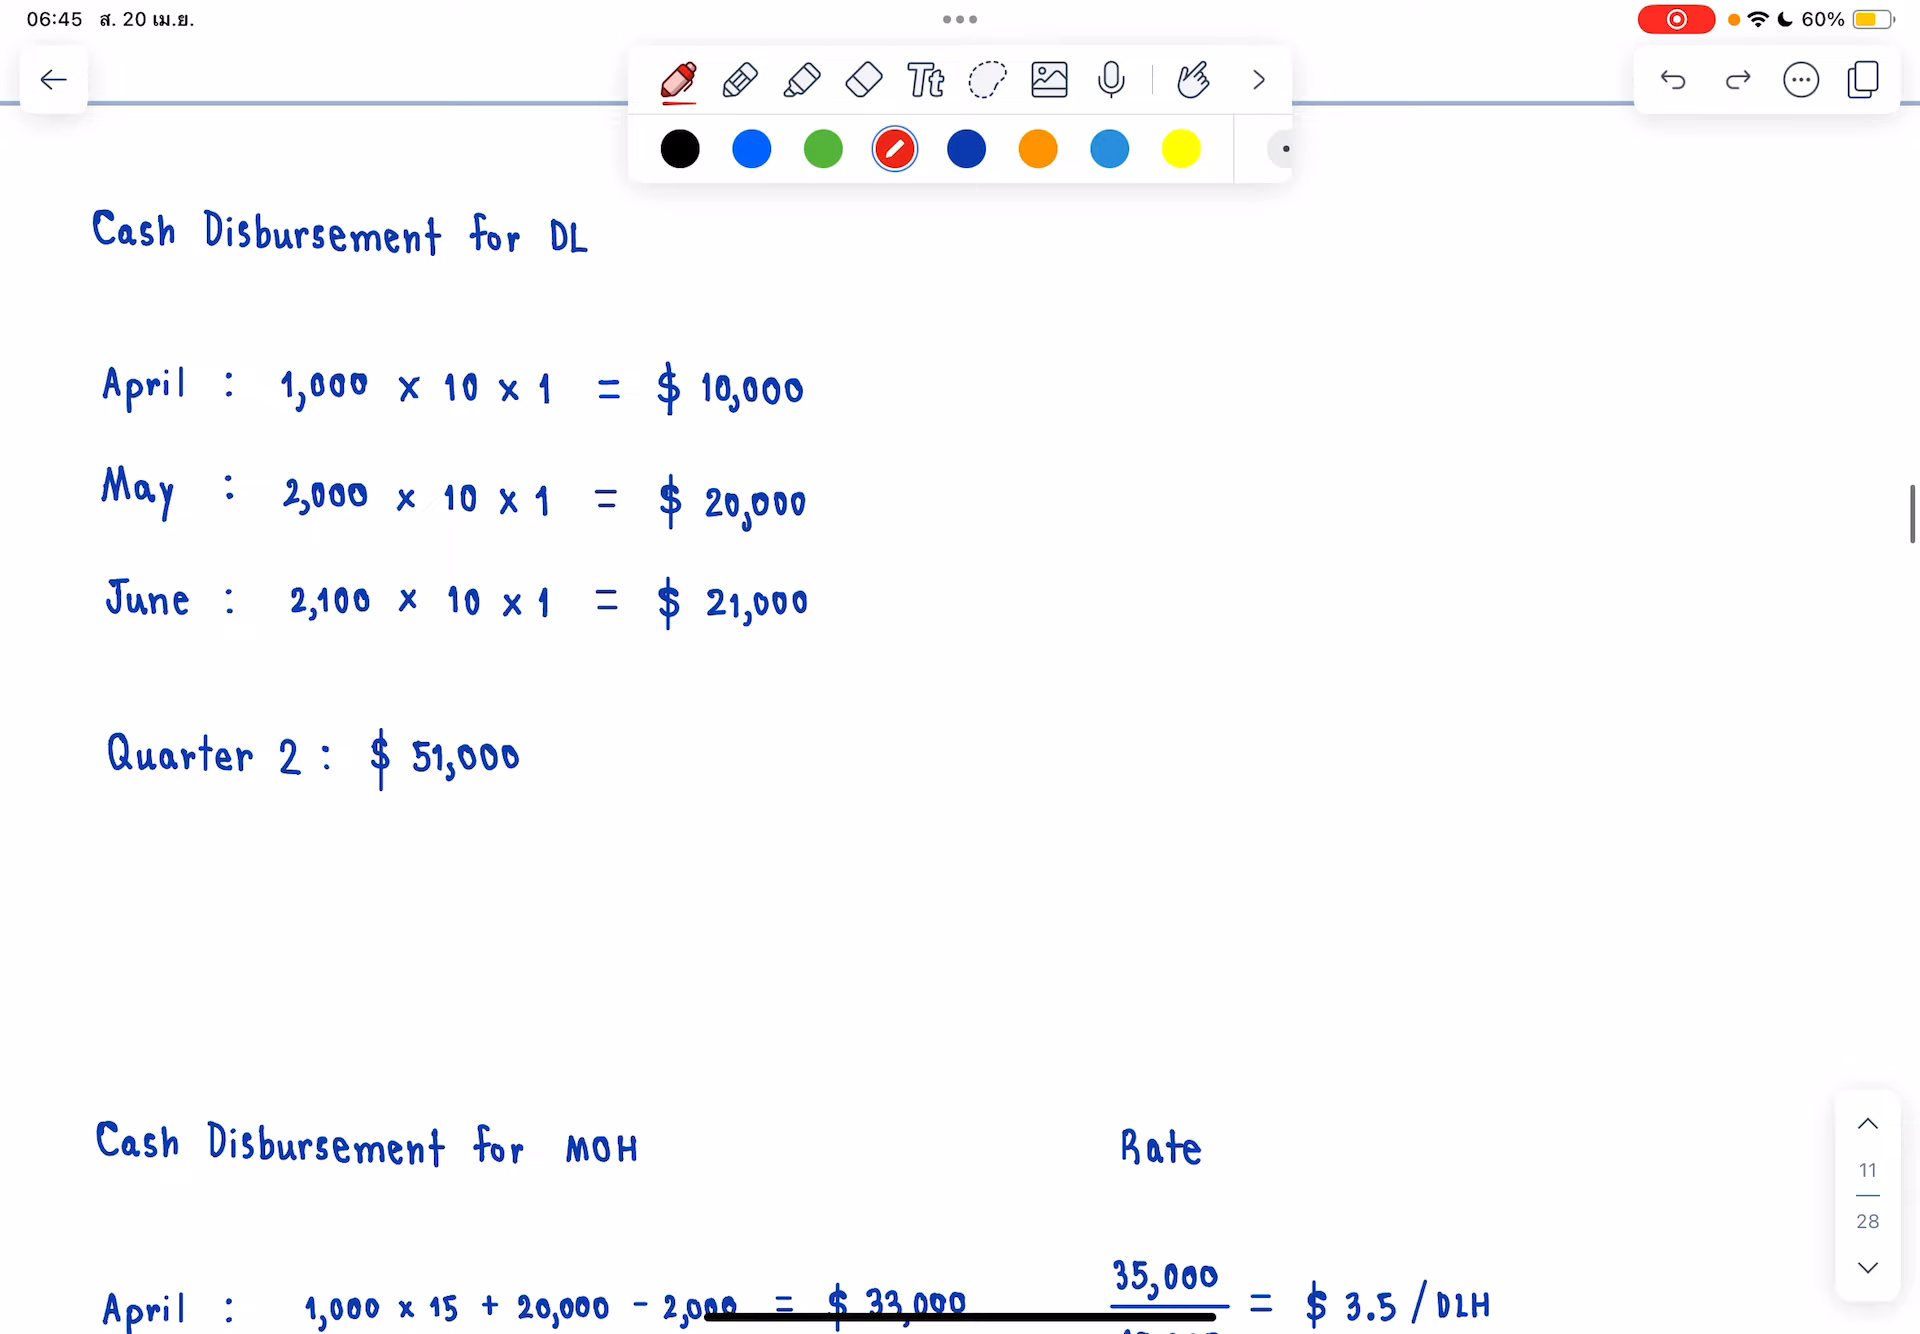 06:45 ส. 20 เม.ย.
60%
Tt
Cash Disbursement for DL
April : 1,000 x 10 x 1 = $ 10,000
May : 2,000 x 10 x 1 = $ 20,000
June : 2,100 x 10 x 1 = $ 21,000
Quarter 2 : $ 51,000
Cash Disbursement for MOH
Rate
11
28
April : 1,000 x 15 + 20,000 - 2,000 = $ 33,000
35,000
= $ 3.5 / DLH